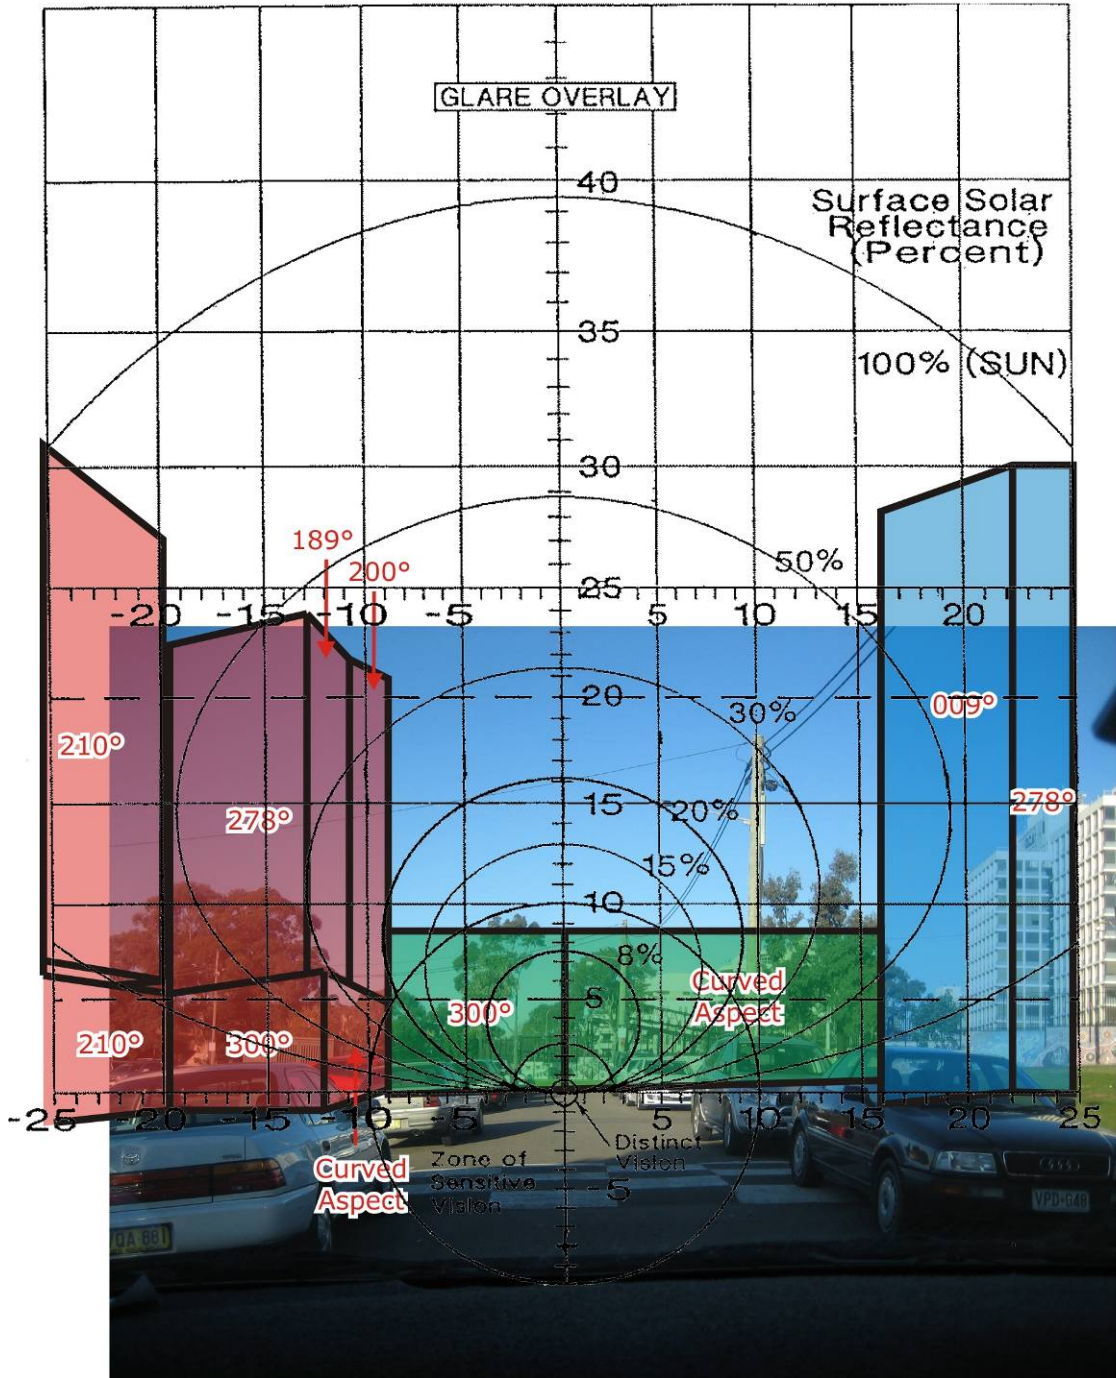 GLARE OVERLAY
40
Surface Solar
Reflectance
(Percent)
35
100% (SUN)
30
189°
50%
200°
25
-20 -15 -10 -5 5 10 15 20
20
009°
30%
210°
278°
15
-20%
278°
15%
10
8%
Curved
Aspect
5
300°
210°
300°
-25 -20 -15 -10 -5 5 10 15 20 25
Distinct
Vision
Curved
Aspect
Zone of
Sensitive
Vision
-5
VPD-G48